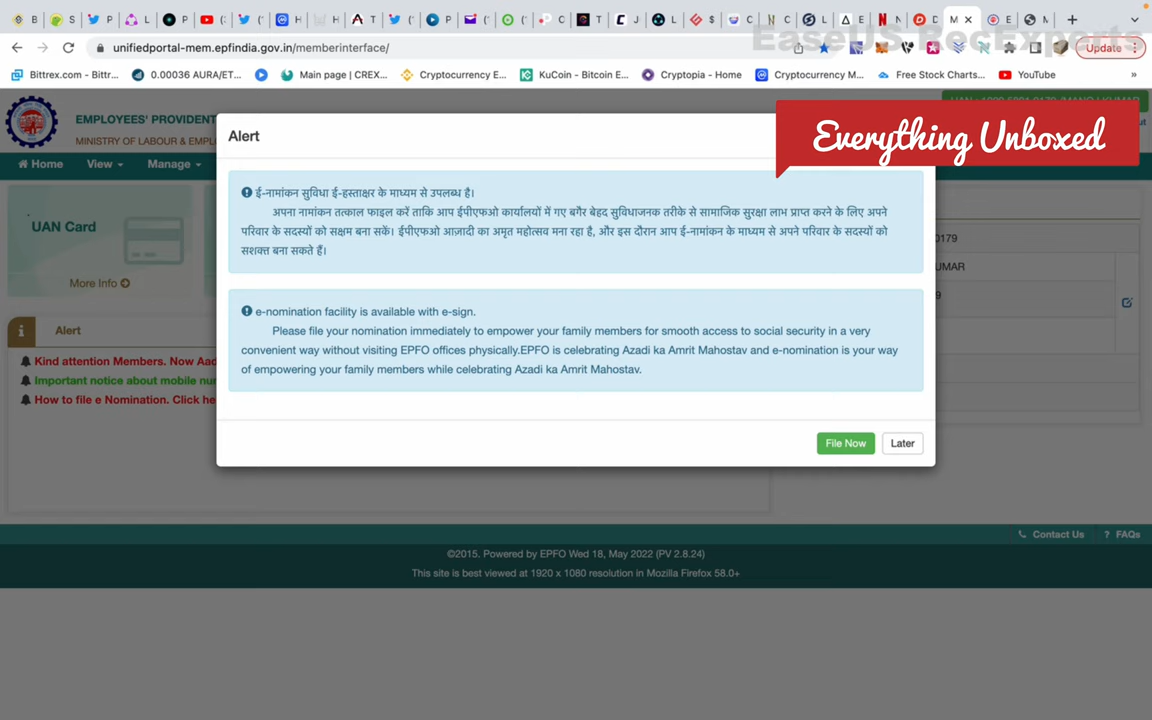 unifiedportal-mem.epfindia.gov.in/memberinterface/
Update
EaseUS RecExperts
Bittrex.com - Bittr...
0.00036 AURA/ET...
Main page ( CREX...
Cryptocurrency E...
KuCoin - Bitcoin E...
Cryptopia - Home
Cryptocurrency M...
Free Stock Charts...
YouTube
»
Everything Unboxed
EMPLOYEES' PROVIDENT
MINISTRY OF LABOUR & EMPL
Home
View
Manage
Alert
ई-नामांकन सुविधा ई-हस्ताक्षर के माध्यम से उपलब्ध है।
अपना नामांकन तत्काल फाइल करें ताकि आप ईपीएफओ कार्यालयों में गए बगैर बेहद सुविधाजनक तरीके से सामाजिक सुरक्षा लाभ प्राप्त करने के लिए अपने
परिवार के सदस्यों को सक्षम बना सकें। ईपीएफओ आज़ादी का अमृत महोत्सव मना रहा है, और इस दौरान आप ई-नामांकन के माध्यम से अपने परिवार के सदस्यों को
सशक्त बना सकते हैं।
e-nomination facility is available with e-sign.
Please file your nomination immediately to empower your family members for smooth access to social security in a very
convenient way without visiting EPFO offices physically.EPFO is celebrating Azadi ka Amrit Mahostav and e-nomination is your way
of empowering your family members while celebrating Azadi ka Amrit Mahostav.
File Now
Later
UAN Card
More Info
0179
UMAR
9
Alert
Kind attention Members. Now Aad
Important notice about mobile nu
How to file e Nomination. Click he
Contact Us
? FAQs
©2015. Powered by EPFO Wed 18, May 2022 (PV 2.8.24)
This site is best viewed at 1920 x 1080 resolution in Mozilla Firefox 58.0+